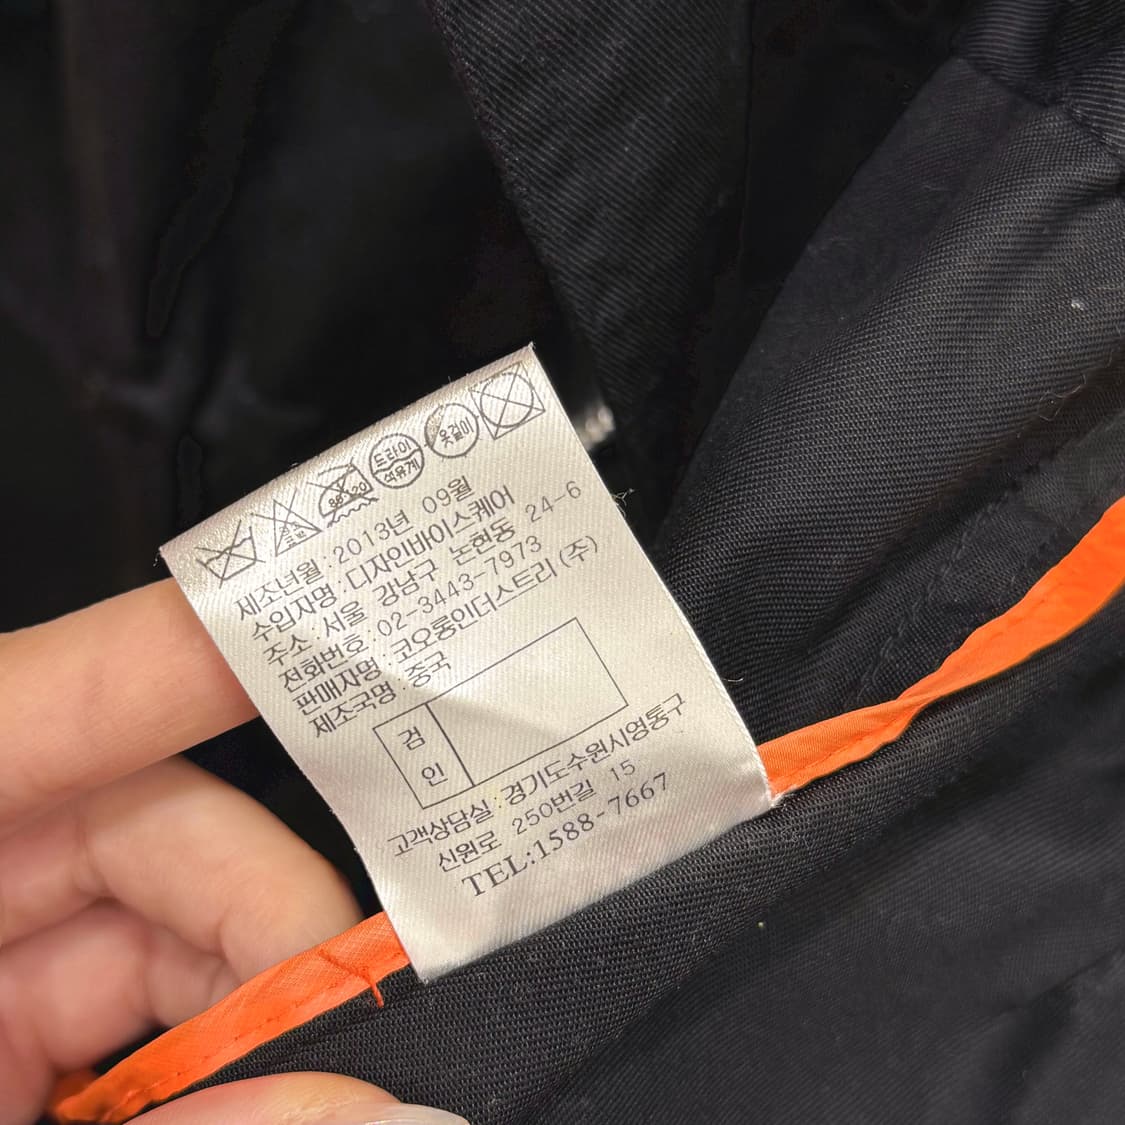 드라이
석유계
옷걸이
제조년월:2013년 09월
수입자명:디자인바이스퀘어
주소:서울 강남구 논현동 24-6
전화번호:02-3443-7973
판매자명:코오롱인더스트리(주)
제조국명:중국
검
인
고객상담실:경기도수원시영통구
신원로 250번길 15
TEL:1588-7667